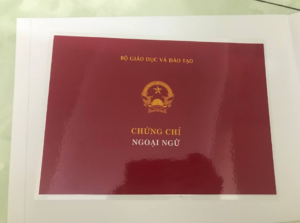 BỘ GIÁO DỤC VÀ ĐÀO TẠO
CHỨNG CHỈ
NGOẠI NGỮ